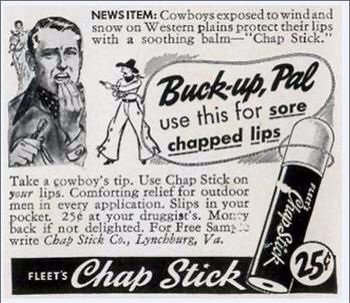 NEWS ITEM: Cowboys exposed to wind and
snow on Western plains protect their lips
with a soothing balm—"Chap Stick."
Buck-up, Pal
use this for sore
chapped lips
Take a cowboy's tip. Use Chap Stick on
your lips. Comforting relief for outdoor
men in every application. Slips in your
pocket. 25¢ at your druggist's. Money
back if not delighted. For Free Sample
write Chap Stick Co., Lynchburg, Va.
FLEET'S
Chap Stick
25¢
FLEET'S Chap Stick